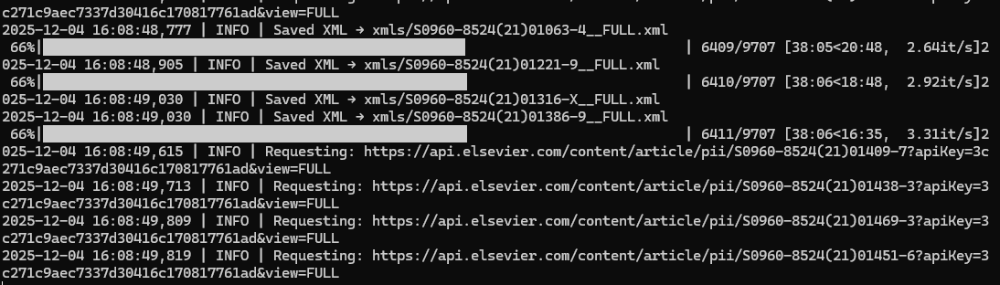 c271c9aec7337d30416c170817761ad&view=FULL
2025-12-04 16:08:48,777 | INFO | Saved XML → xmls/S0960-8524(21)01063-4__FULL.xml
66%| | 6409/9707 [38:05<20:48, 2.64it/s]2
025-12-04 16:08:48,905 | INFO | Saved XML → xmls/S0960-8524(21)01221-9__FULL.xml
66%| | 6410/9707 [38:06<18:48, 2.92it/s]2
025-12-04 16:08:49,030 | INFO | Saved XML → xmls/S0960-8524(21)01316-X__FULL.xml
2025-12-04 16:08:49,030 | INFO | Saved XML → xmls/S0960-8524(21)01386-9__FULL.xml
66%| | 6411/9707 [38:06<16:35, 3.31it/s]2
025-12-04 16:08:49,615 | INFO | Requesting: https://api.elsevier.com/content/article/pii/S0960-8524(21)01409-7?apiKey=3c
271c9aec7337d30416c170817761ad&view=FULL
2025-12-04 16:08:49,713 | INFO | Requesting: https://api.elsevier.com/content/article/pii/S0960-8524(21)01438-3?apiKey=3
c271c9aec7337d30416c170817761ad&view=FULL
2025-12-04 16:08:49,809 | INFO | Requesting: https://api.elsevier.com/content/article/pii/S0960-8524(21)01469-3?apiKey=3
c271c9aec7337d30416c170817761ad&view=FULL
2025-12-04 16:08:49,819 | INFO | Requesting: https://api.elsevier.com/content/article/pii/S0960-8524(21)01451-6?apiKey=3
c271c9aec7337d30416c170817761ad&view=FULL